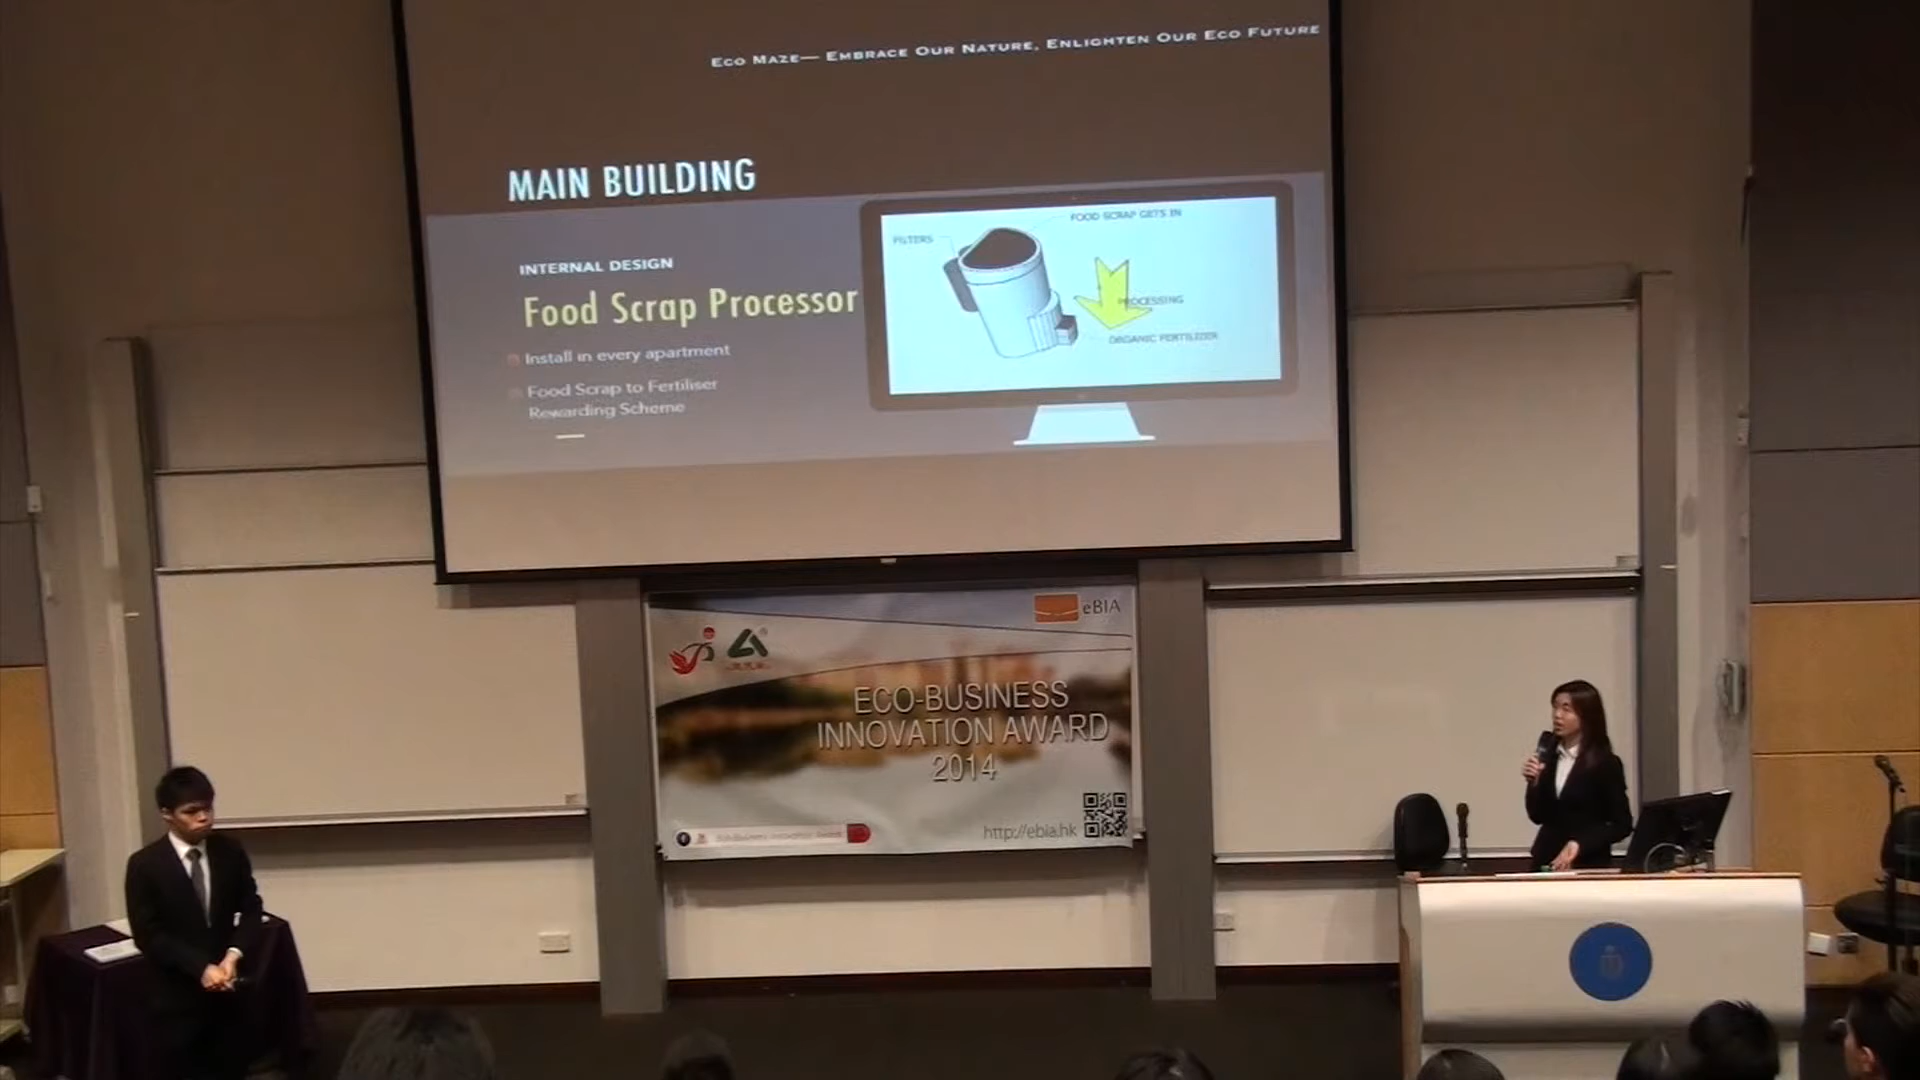 ECO MAZE— EMBRACE OUR NATURE, ENLIGHTEN OUR ECO FUTURE
MAIN BUILDING
INTERNAL DESIGN
Food Scrap Processor
Install in every apartment
Food Scrap to Fertiliser
Rewarding Scheme
FILTERS
FOOD SCRAP GETS IN
PROCESSING
ORGANIC FERTILIZER
eBIA
ECO-BUSINESS
INNOVATION AWARD
2014
http://ebia.hk